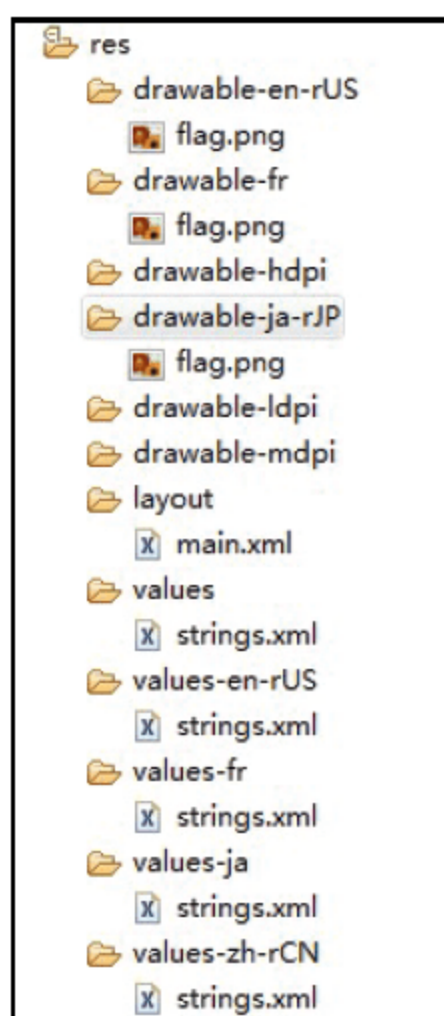 res
drawable-en-rUS
flag.png
drawable-fr
flag.png
drawable-hdpi
drawable-ja-rJP
flag.png
drawable-ldpi
drawable-mdpi
layout
main.xml
values
strings.xml
values-en-rUS
strings.xml
values-fr
strings.xml
values-ja
strings.xml
values-zh-rCN
strings.xml